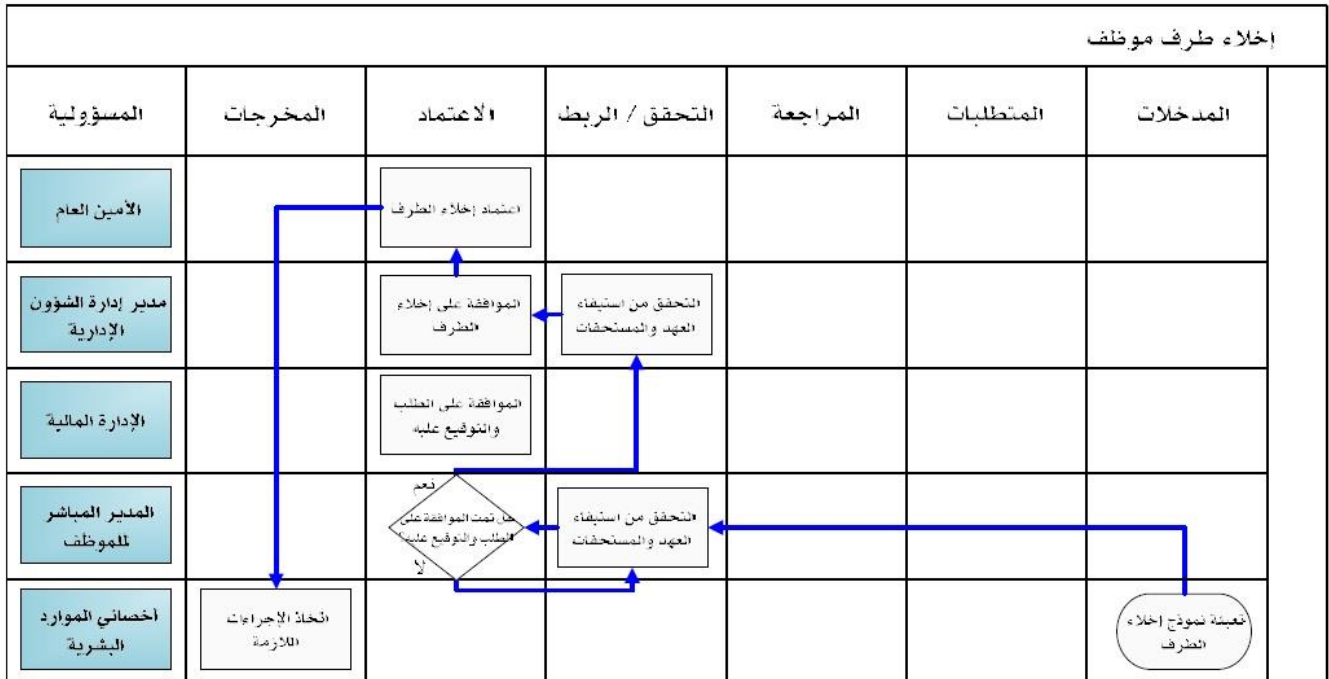 إخلاء طرف موظف
المدخلات
المتطلبات
المراجعة
التحقق / الربط
الاعتماد
المخرجات
المسؤولية
اعتماد إخلاء الطرف
الأمين العام
التحقق من استيفاء
العهد والمستحقات
الموافقة على إخلاء
الطرف
مدير إدارة الشؤون
الإدارية
الموافقة على الطلب
والتوقيع عليه
الإدارة المالية
التحقق من استيفاء
العهد والمستحقات
نعم
هل تمت الموافقة على
الطلب والتوقيع عليه؟
لا
المدير المباشر
للموظف
تعبئة نموذج إخلاء
الطرف
اتخاذ الإجراءات
اللازمة
أخصائي الموارد
البشرية